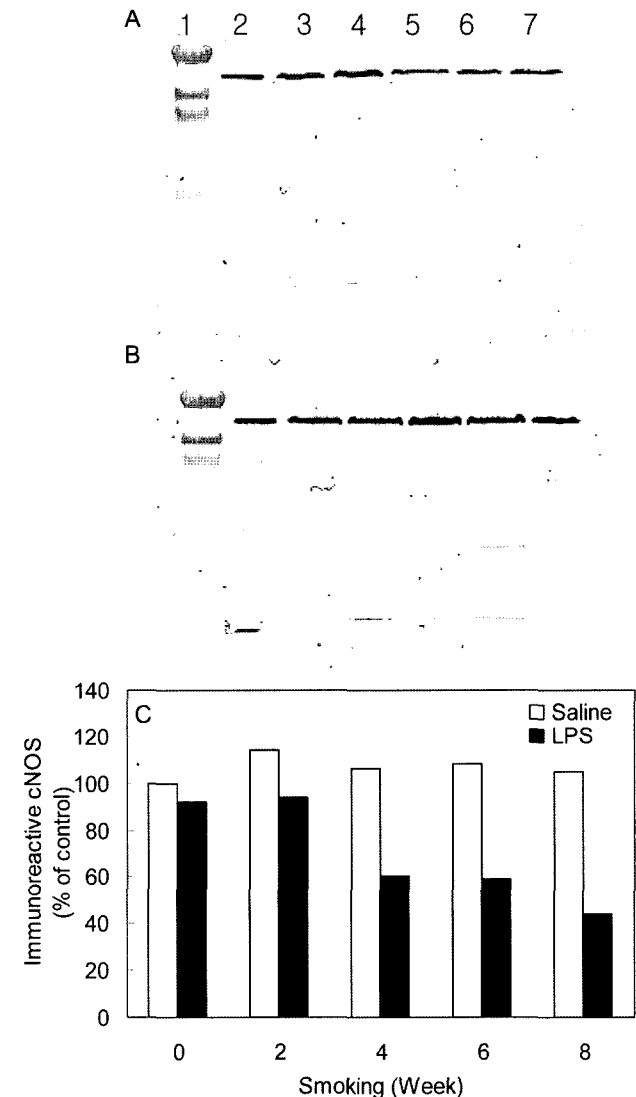 A 1 2 3 4 5 6 7
B
C
Saline
LPS
140
120
100
80
60
40
20
0
Immunoreactive cNOS
(% of control)
0 2 4 6 8
Smoking (Week)